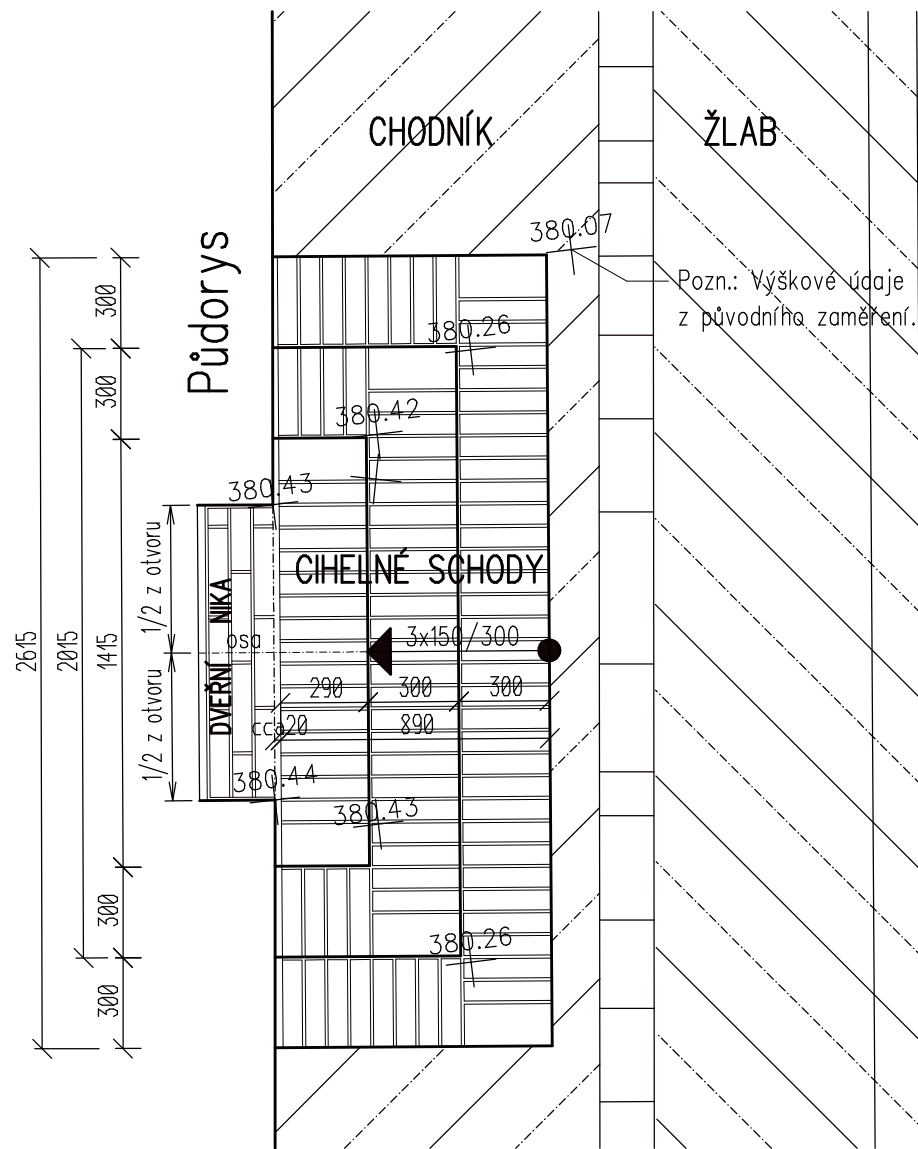 CHODNÍK
ŽLAB
Půdorys
380.07
Pozn.: Výškové údaje
z původního zaměření.
380.26
380.42
380.43
CIHELNÉ SCHODY
DVEŘNÍ NIKA
osa
3x150/300
290
300
300
cca20
890
380.44
380.43
380.26
1/2 z otvoru
1/2 z otvoru
300
300
1415
300
300
2015
2615